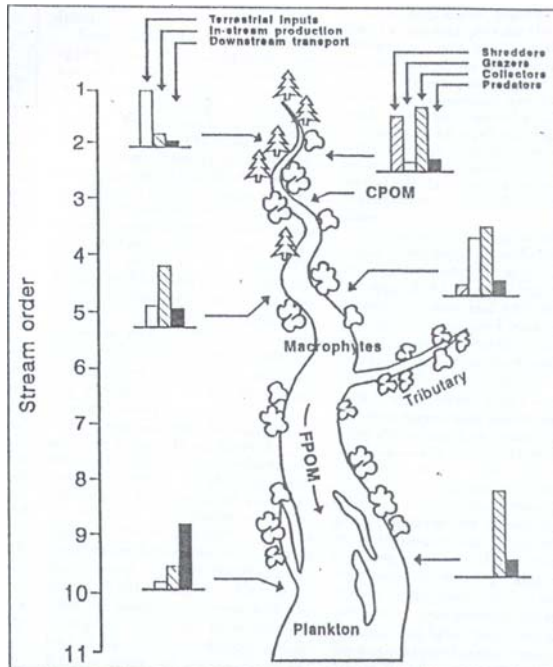 Terrestrial inputs
In-stream production
Downstream transport
Shredders
Grazers
Collectors
Predators
1
2
CPOM
3
4
5
Macrophytes
6
Tributary
7
FPOM
8
9
10
Plankton
11
Stream order